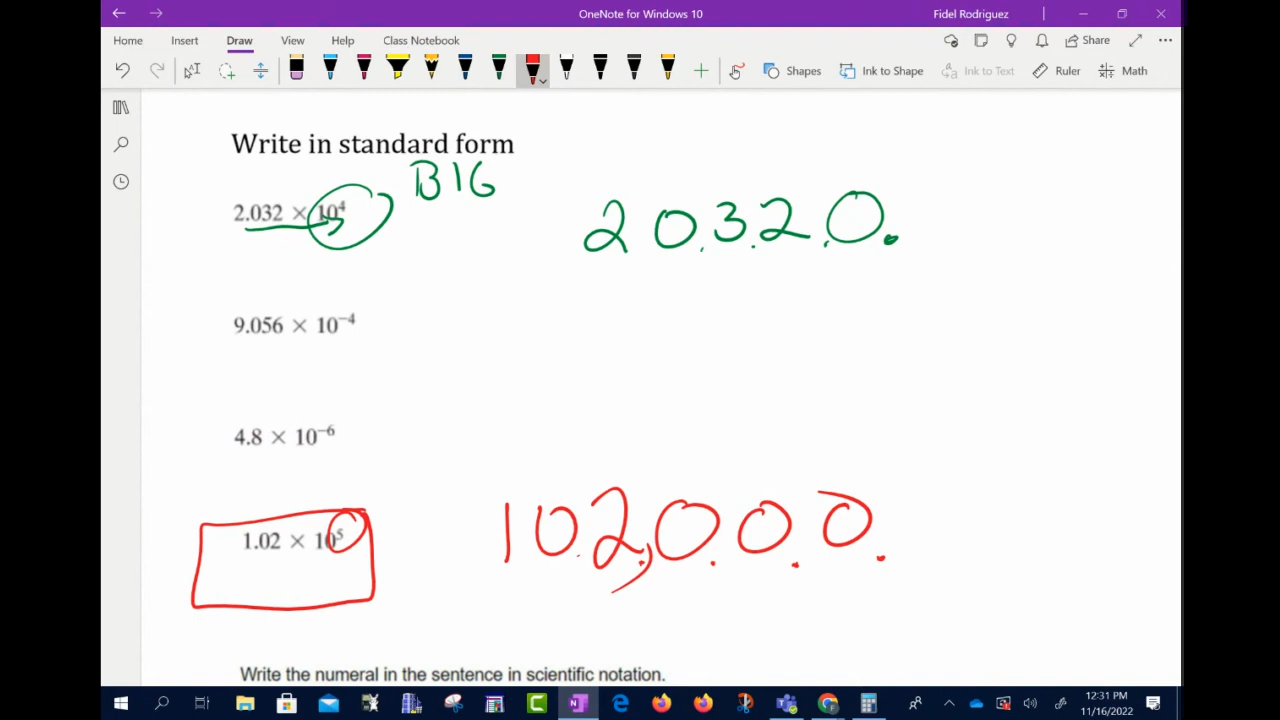 OneNote for Windows 10
Fidel Rodriguez
Home Insert Draw View Help Class Notebook
Share
Shapes Ink to Shape Ink to Text Ruler Math
Write in standard form
BIG
2.032 × 10⁴
20320.
9.056 × 10⁻⁴
4.8 × 10⁻⁶
1.02 × 10⁵
102,000.
Write the numeral in the sentence in scientific notation.
12:31 PM
11/16/2022